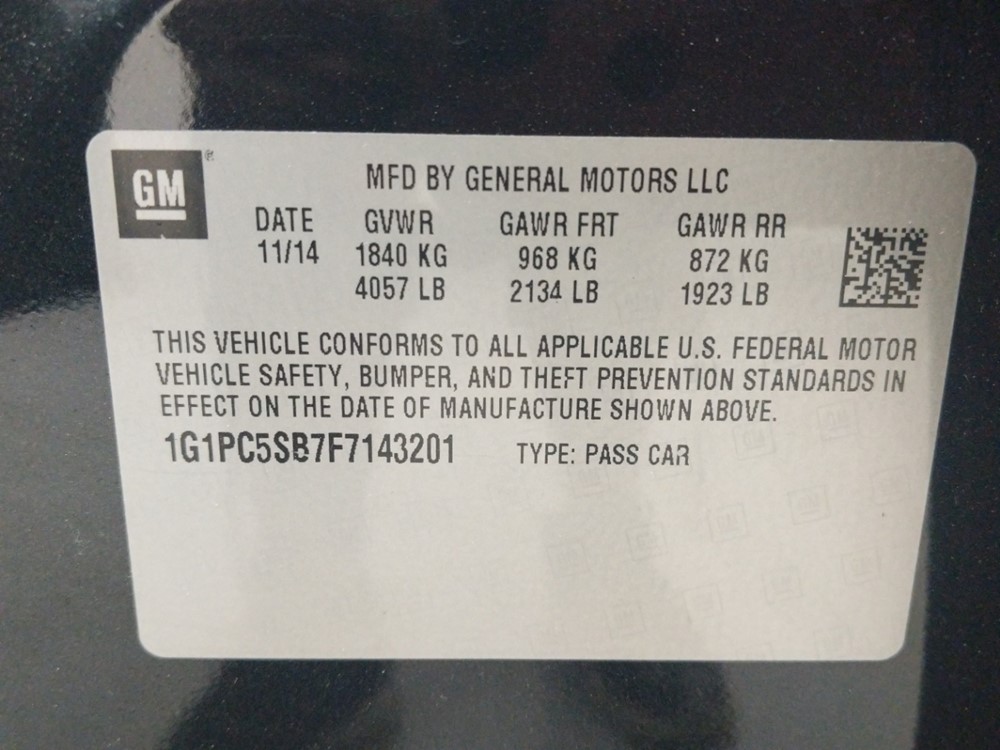 GM®
MFD BY GENERAL MOTORS LLC
DATE GVWR GAWR FRT GAWR RR
11/14 1840 KG 968 KG 872 KG
4057 LB 2134 LB 1923 LB
THIS VEHICLE CONFORMS TO ALL APPLICABLE U.S. FEDERAL MOTOR
VEHICLE SAFETY, BUMPER, AND THEFT PREVENTION STANDARDS IN
EFFECT ON THE DATE OF MANUFACTURE SHOWN ABOVE.
1G1PC5SB7F7143201 TYPE: PASS CAR